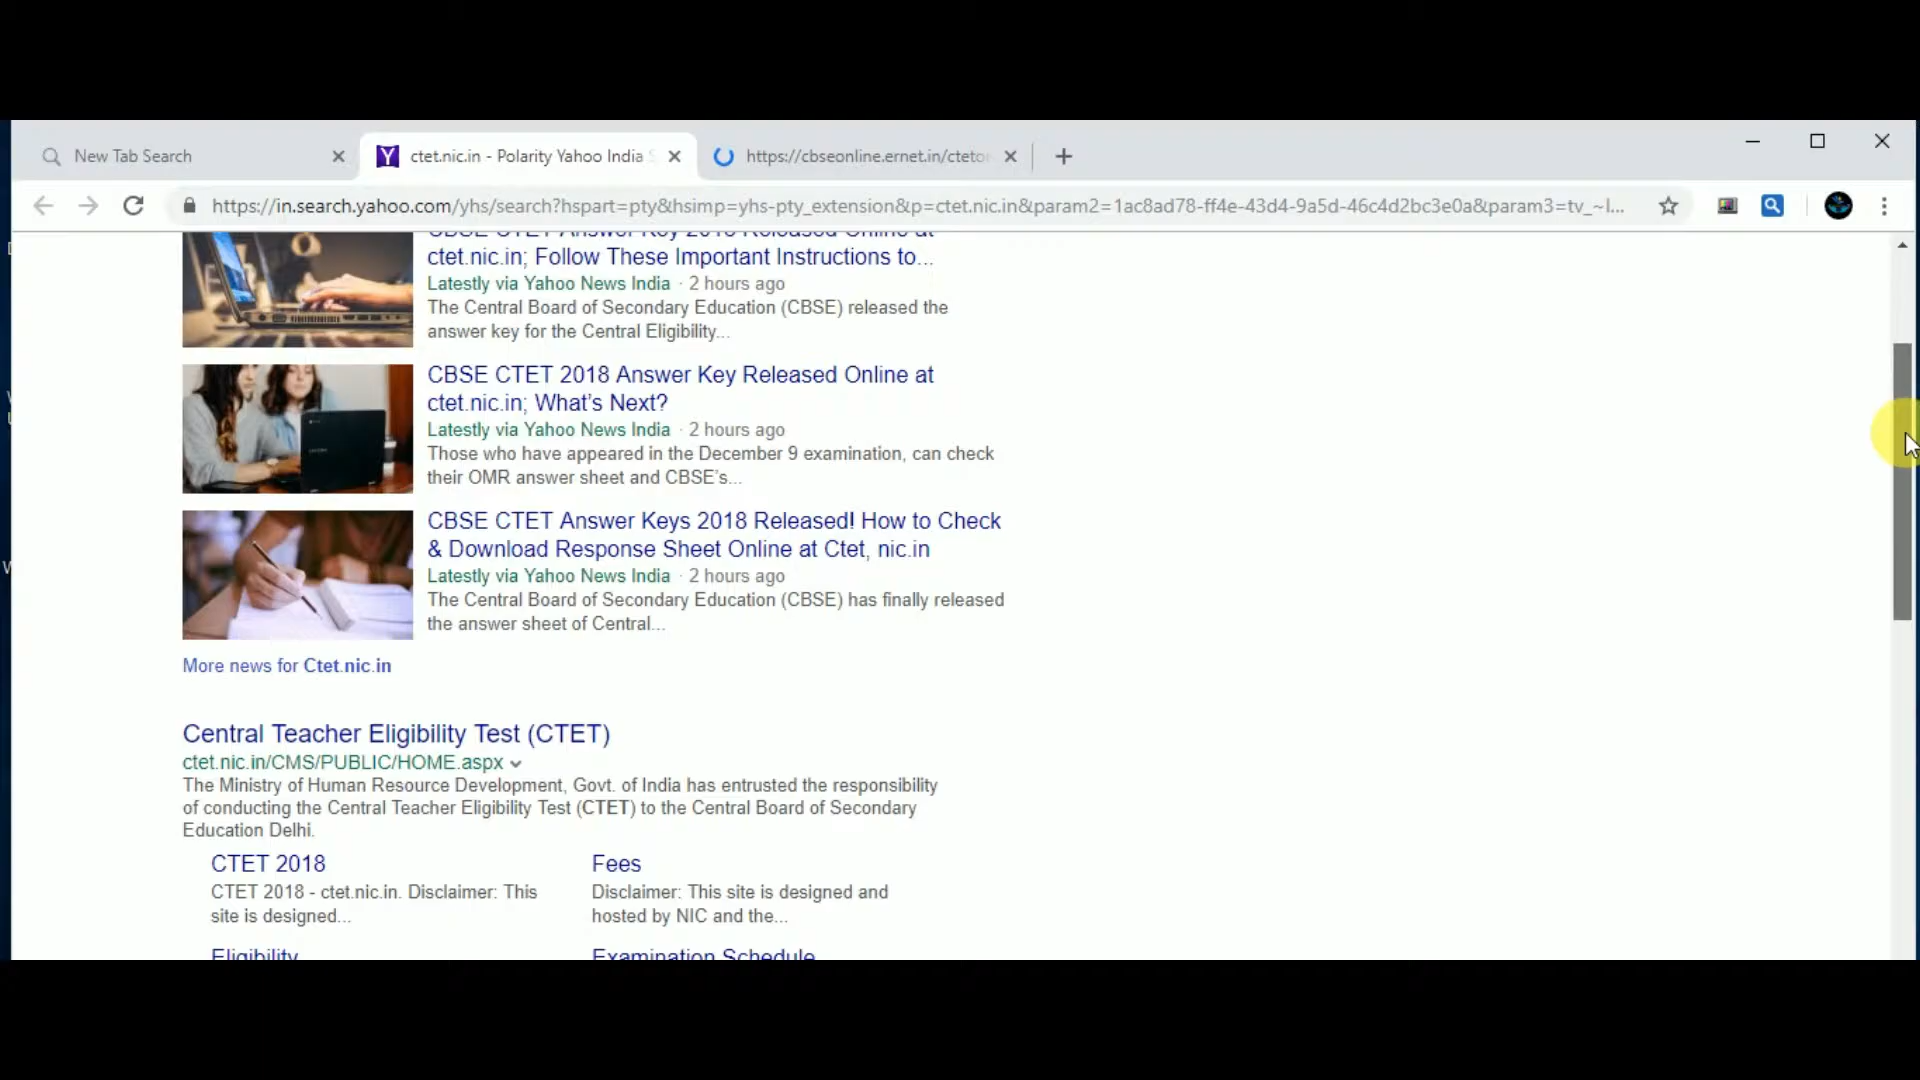 New Tab Search
ctet.nic.in - Polarity Yahoo India
https://cbseonline.ernet.in/cteto
https://in.search.yahoo.com/yhs/search?hspart=pty&hsimp=yhs-pty_extension&p=ctet.nic.in&param2=1ac8ad78-ff4e-43d4-9a5d-46c4d2bc3e0a&param3=tv_~l...
CBSE CTET Answer Key 2018 Released Online at
ctet.nic.in; Follow These Important Instructions to...
Latestly via Yahoo News India · 2 hours ago
The Central Board of Secondary Education (CBSE) released the
answer key for the Central Eligibility...
CBSE CTET 2018 Answer Key Released Online at
ctet.nic.in; What's Next?
Latestly via Yahoo News India · 2 hours ago
Those who have appeared in the December 9 examination, can check
their OMR answer sheet and CBSE's...
CBSE CTET Answer Keys 2018 Released! How to Check
& Download Response Sheet Online at Ctet, nic.in
Latestly via Yahoo News India · 2 hours ago
The Central Board of Secondary Education (CBSE) has finally released
the answer sheet of Central...
More news for Ctet.nic.in
Central Teacher Eligibility Test (CTET)
ctet.nic.in/CMS/PUBLIC/HOME.aspx
The Ministry of Human Resource Development, Govt. of India has entrusted the responsibility
of conducting the Central Teacher Eligibility Test (CTET) to the Central Board of Secondary
Education Delhi.
CTET 2018
CTET 2018 - ctet.nic.in. Disclaimer: This
site is designed...
Fees
Disclaimer: This site is designed and
hosted by NIC and the...
Eligibility
Examination Schedule